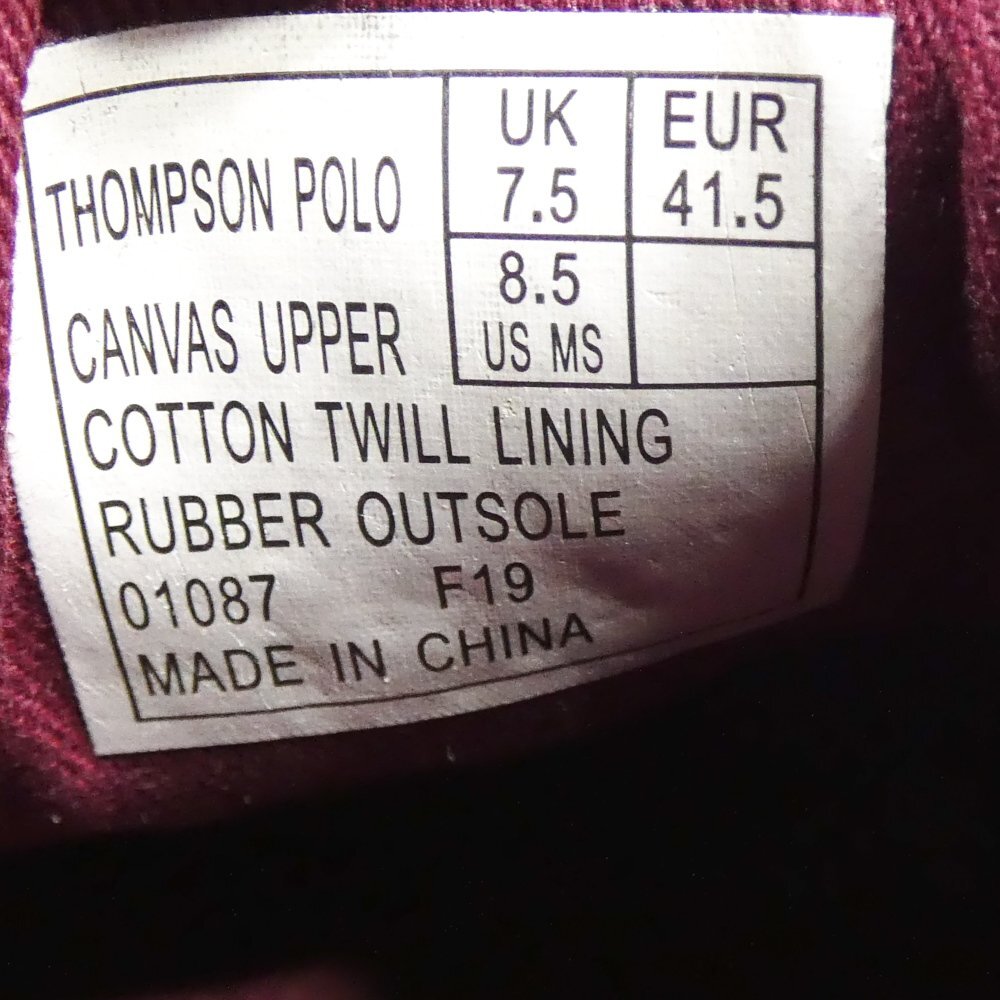 THOMPSON POLO
UK
7.5
EUR
41.5
8.5
US MS
CANVAS UPPER
COTTON TWILL LINING
RUBBER OUTSOLE
01087 F19
MADE IN CHINA